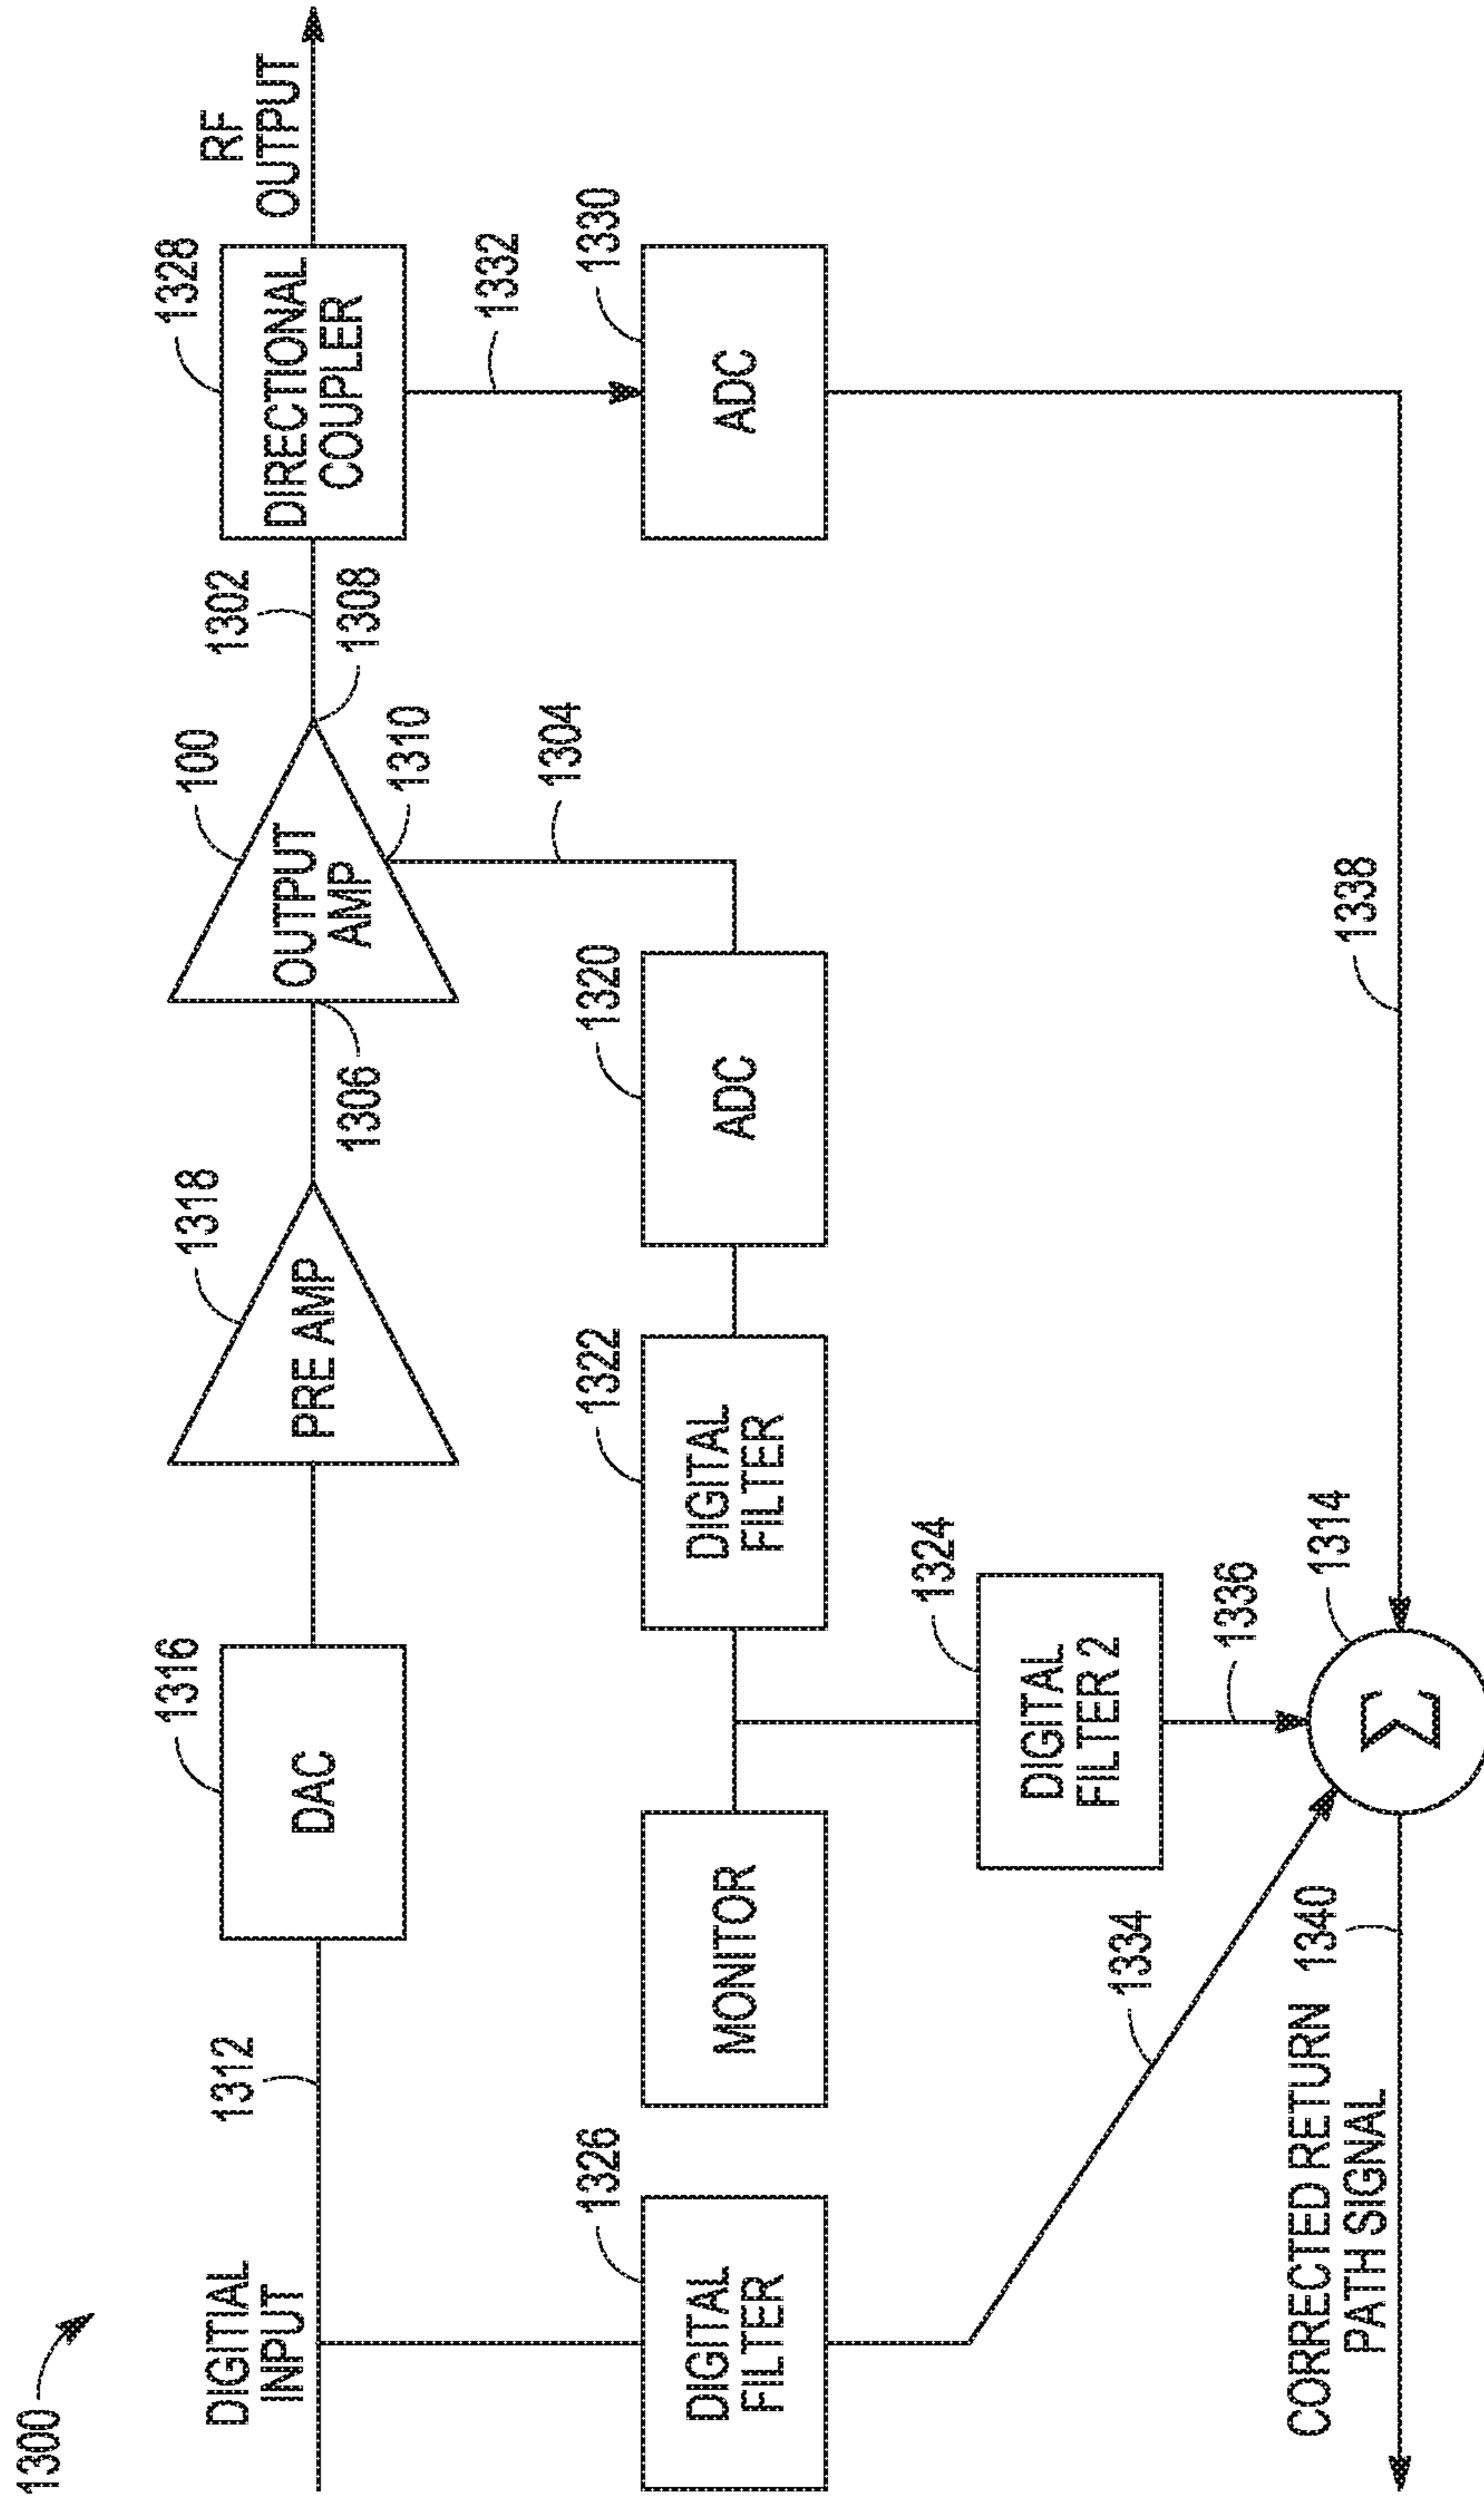 1300
DIGITIAL
INPUT
1312
1316
DAC
1318
PRE AMP
1306
100
OUTPUT
AMP
1308
1310
1302
1304
1328
DIRECTIONAL
COUPLER
RF
OUTPUT
1332
1330
ADC
1320
ADC
1322
DIGITAL
FILTER
MONITOR
1326
DIGITAL
FILTER
1324
DIGITAL
FILTER 2
1334
1336
1338
1314
Σ
1340
CORRECTED RETURN
PATH SIGNAL